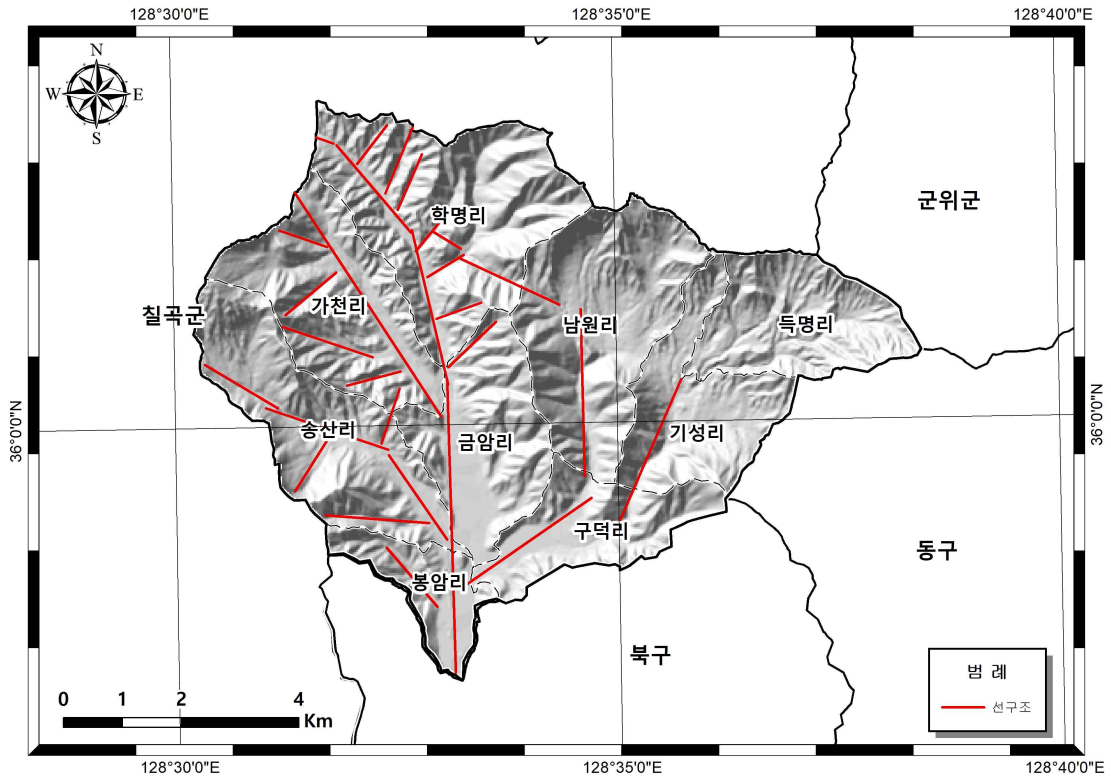 128°30'0"E 128°35'0"E 128°40'0"E
N
W E
S
군위군
학명리
칠곡군 가천리 남원리 득명리
36°0'0"N 송산리 금암리 기성리 36°0'0"N
구덕리
동구
봉암리
북구
범 례
선구조
0 1 2 4
Km
128°30'0"E 128°35'0"E 128°40'0"E